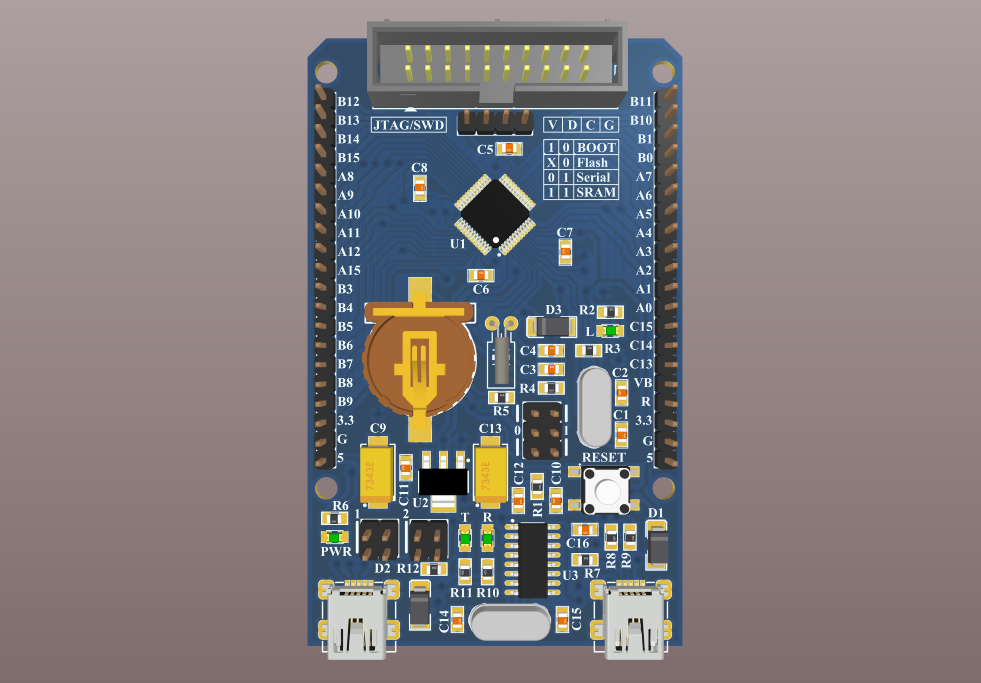 B12
B13
B14
B15
A8
A9
A10
A11
A12
A15
B3
B4
B5
B6
B7
B8
B9
3.3
G
5
JTAG/SWD
V D C G
1 0 BOOT
X 0 Flash
0 1 Serial
1 1 SRAM
B11
B10
B1
B0
A7
A6
A5
A4
A3
A2
A1
A0
C15
C14
C13
VB
R
3.3
G
5
C5
C8
U1
C7
C6
D3
R2
L
C4
R3
C3
R4
C2
R5
C1
0 1
C9
C13
RESET
7343E
7343E
C11
U2
C12
R1
C10
R6
1
2
T
R
D1
PWR
D2
R12
C16
R8
R9
R11
R10
U3
R7
C14
C15